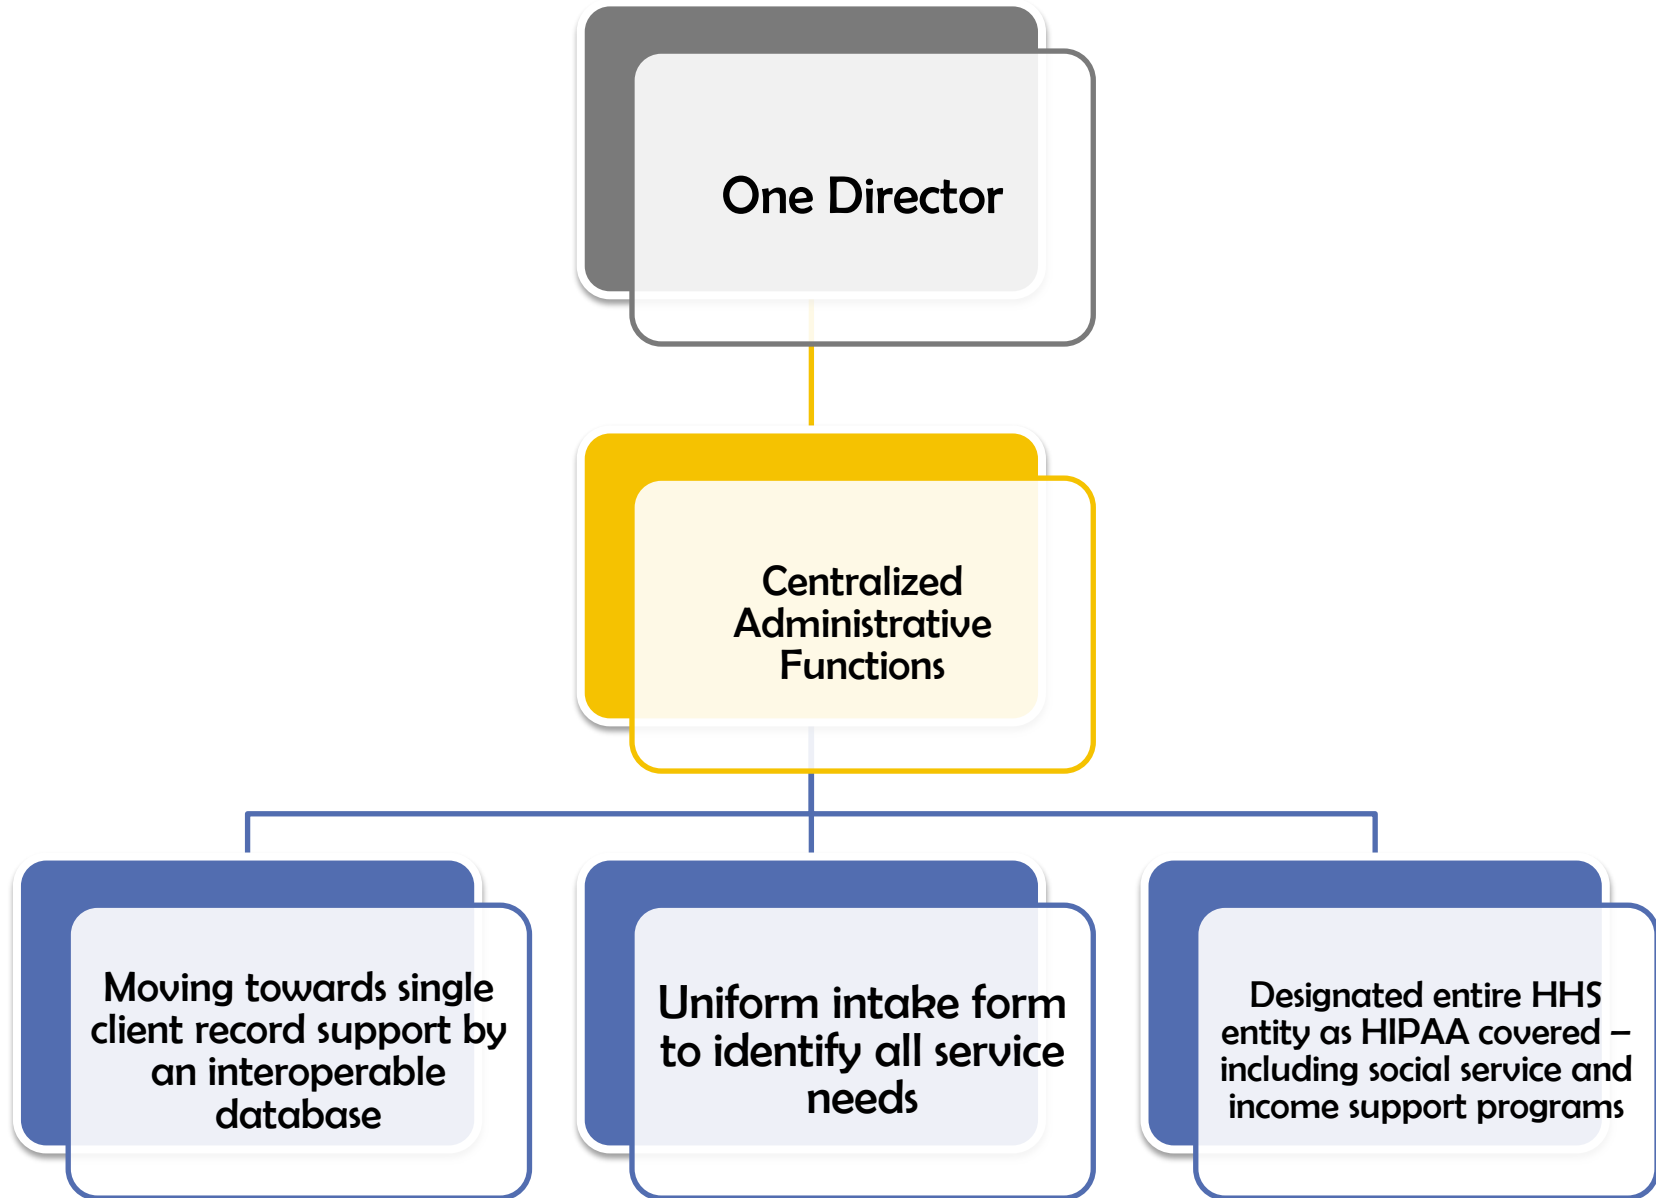 One Director
Centralized
Administrative
Functions
Moving towards single
client record support by
an interoperable
database
Uniform intake form
to identify all service
needs
Designated entire HHS
entity as HIPAA covered –
including social service and
income support programs